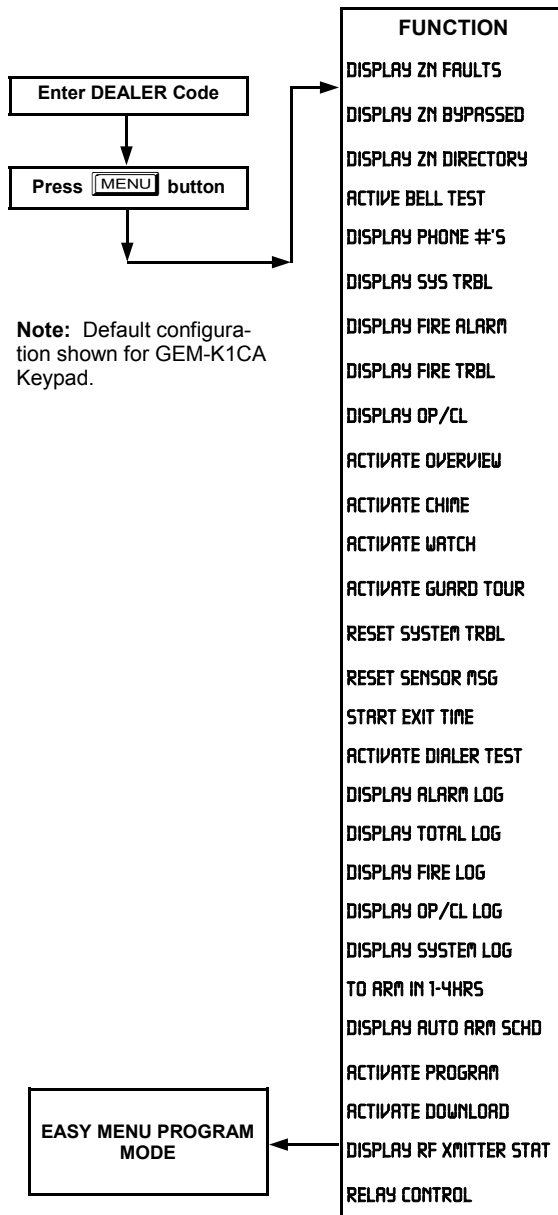 Enter DEALER Code
Press MENU button
Note: Default configura-
tion shown for GEM-K1CA
Keypad.
EASY MENU PROGRAM
MODE
FUNCTION
DISPLAY ZN FAULTS
DISPLAY ZN BYPASSED
DISPLAY ZN DIRECTORY
ACTIVE BELL TEST
DISPLAY PHONE #'S
DISPLAY SYS TRBL
DISPLAY FIRE ALARM
DISPLAY FIRE TRBL
DISPLAY OP/CL
ACTIVATE OVERVIEW
ACTIVATE CHIME
ACTIVATE WATCH
ACTIVATE GUARD TOUR
RESET SYSTEM TRBL
RESET SENSOR MSG
START EXIT TIME
ACTIVATE DIALER TEST
DISPLAY ALARM LOG
DISPLAY TOTAL LOG
DISPLAY FIRE LOG
DISPLAY OP/CL LOG
DISPLAY SYSTEM LOG
TO ARM IN 1-4HRS
DISPLAY AUTO ARM SCHD
ACTIVATE PROGRAM
ACTIVATE DOWNLOAD
DISPLAY RF XMITTER STAT
RELAY CONTROL